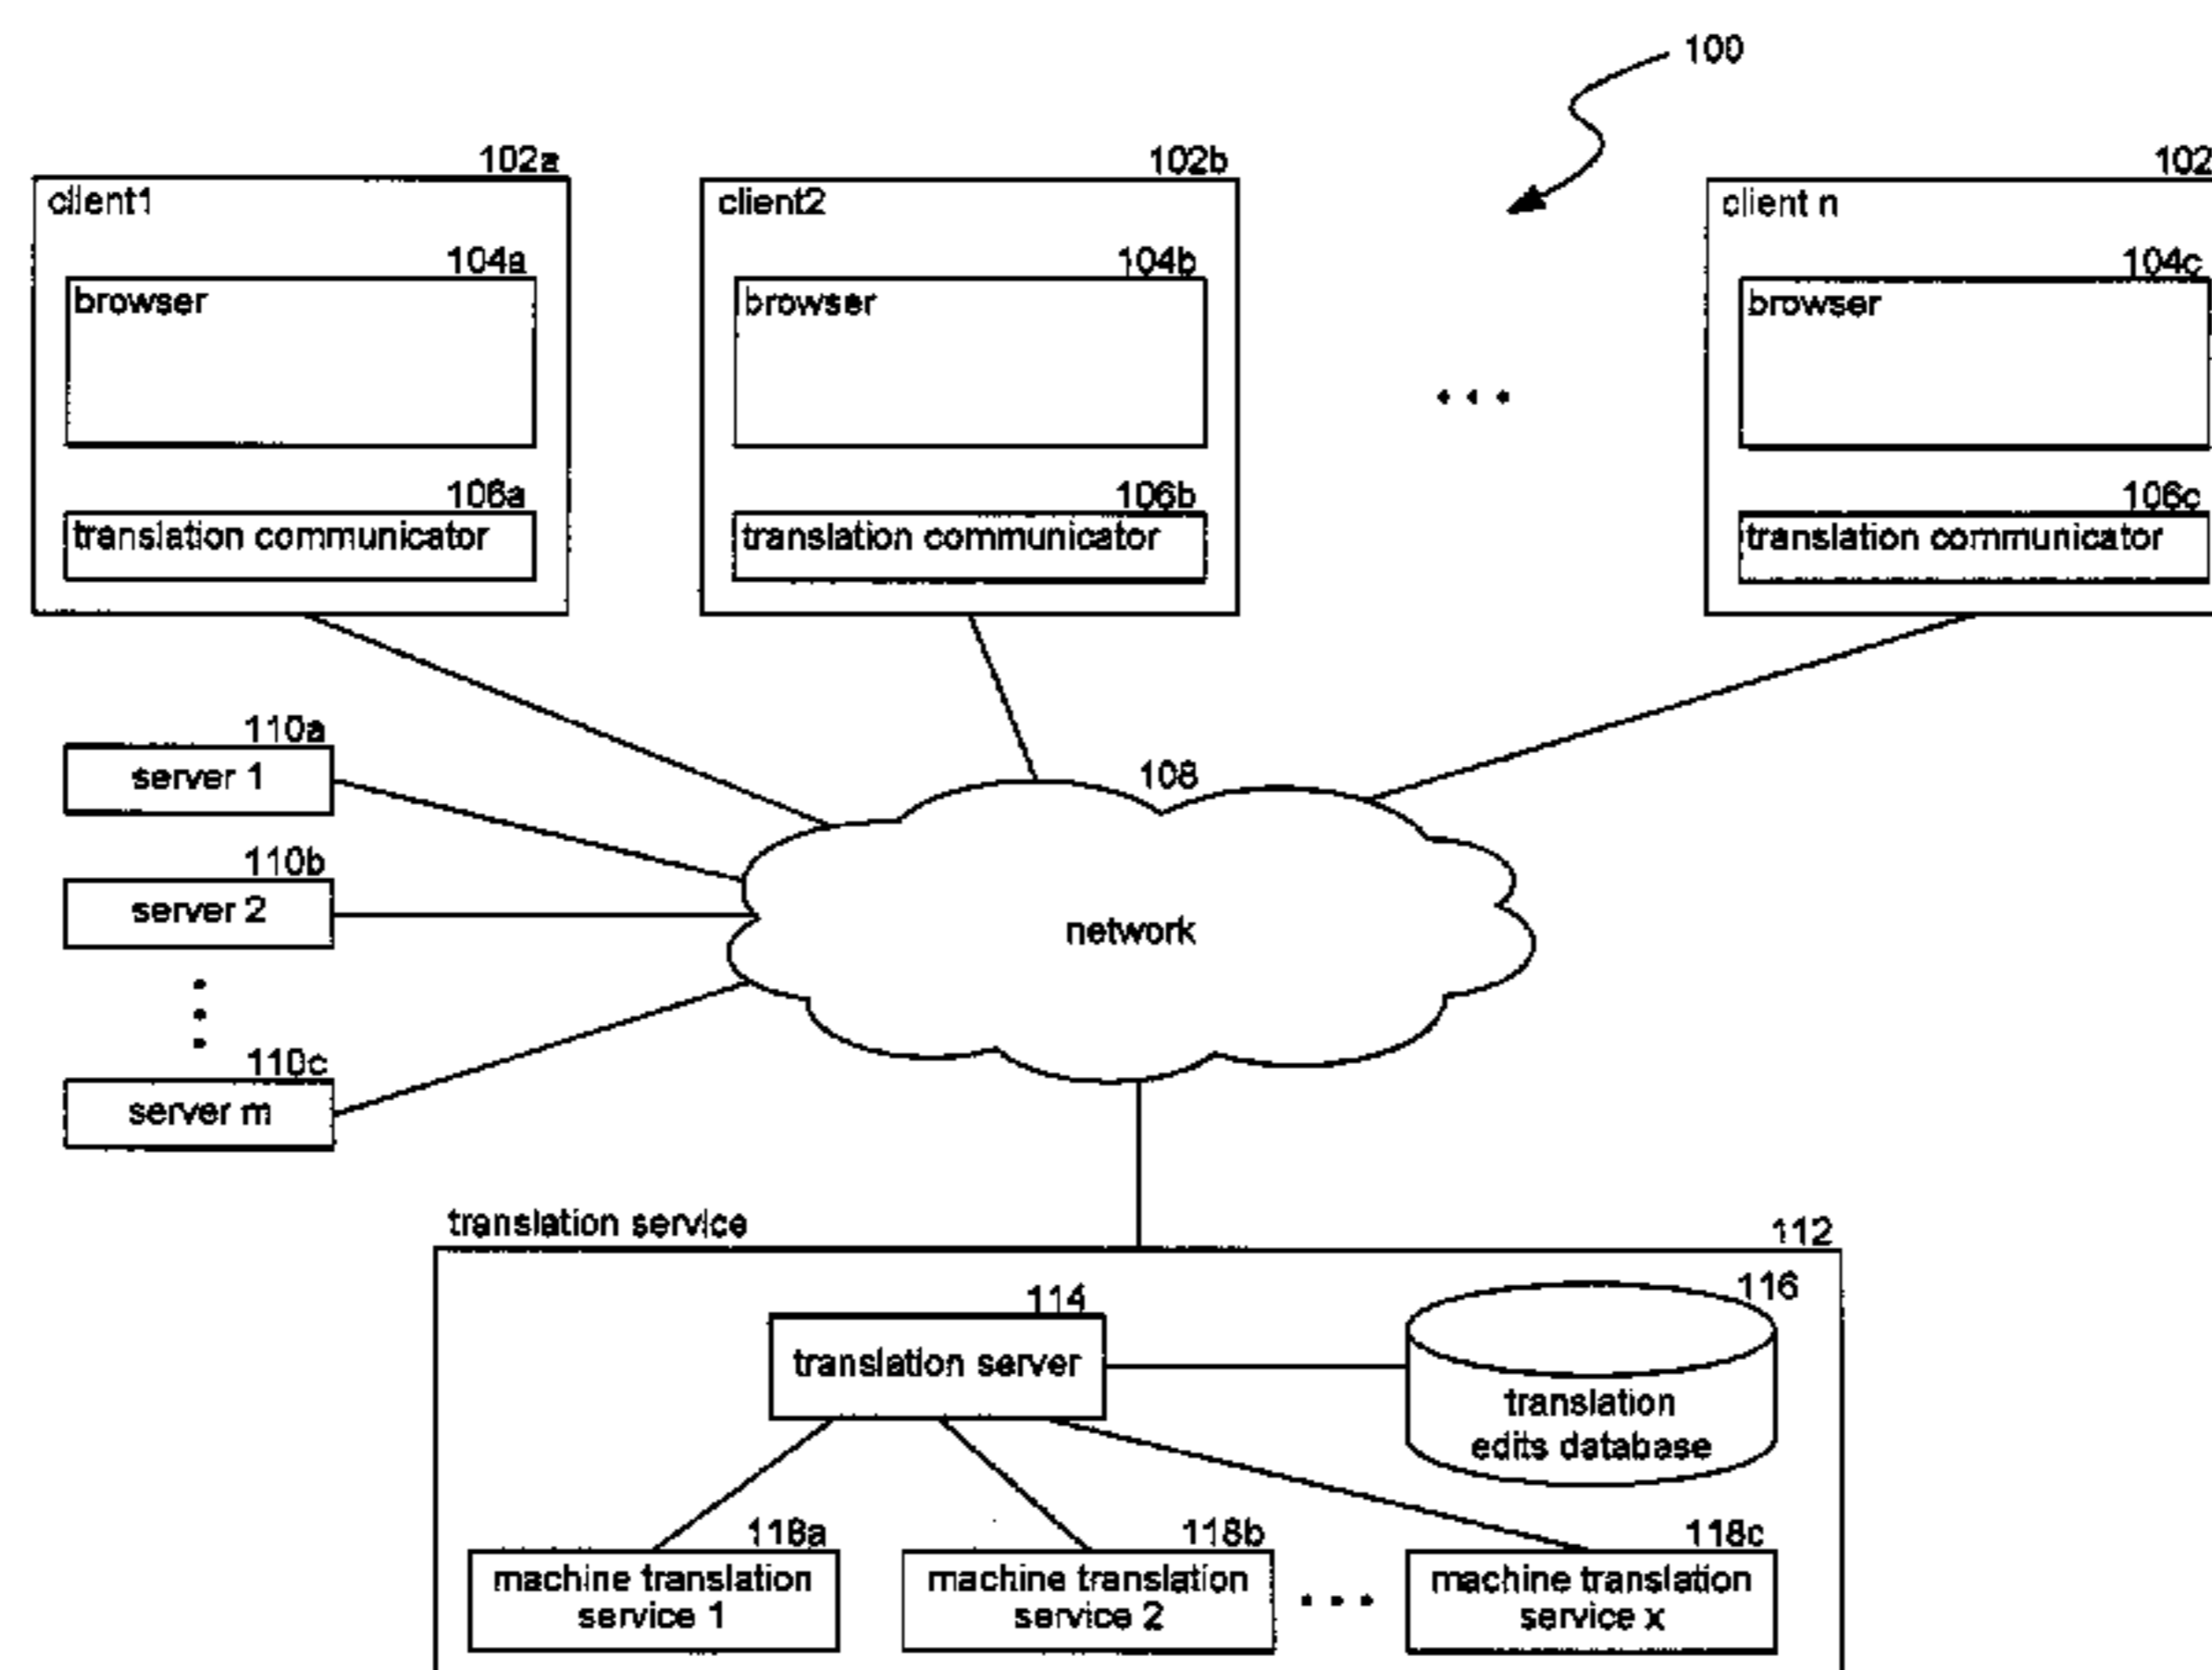 100
102a
102b
102
client1
client2
client n
104a
104b
104c
browser
browser
browser
106a
106b
106c
translation communicator
translation communicator
translation communicator
110a
server 1
108
110b
server 2
network
110c
server m
translation service
112
114
116
translation server
translation
edits database
118a
118b
118c
machine translation
service 1
machine translation
service 2
machine translation
service x